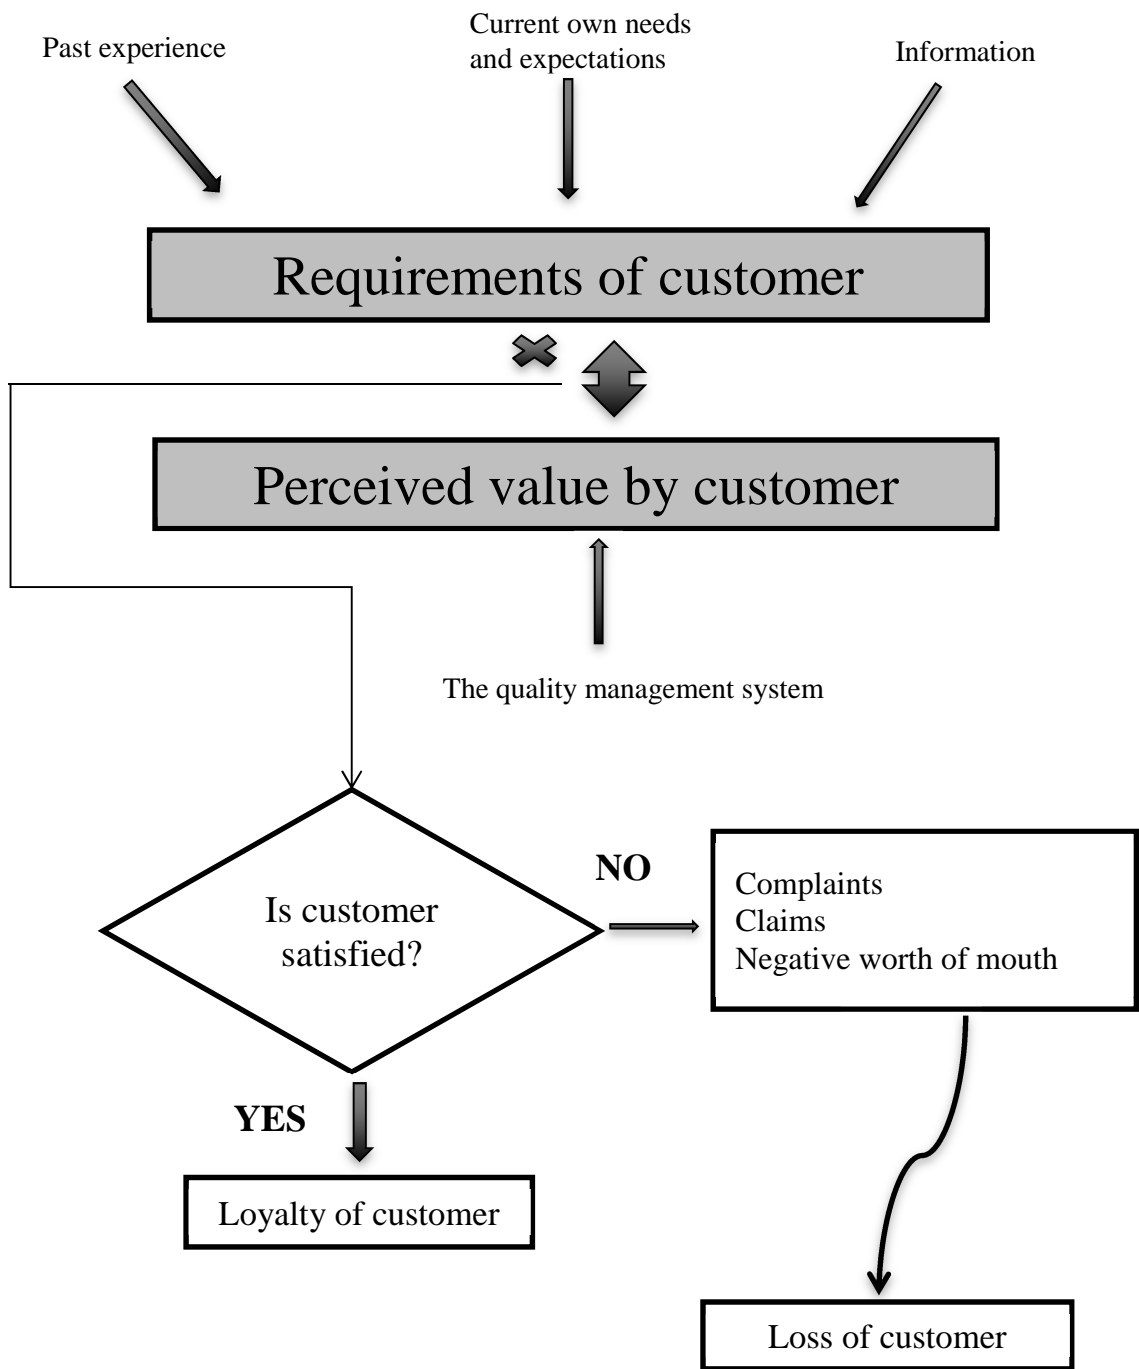 Past experience
Current own needs
and expectations
Information
Requirements of customer
Perceived value by customer
The quality management system
Is customer
satisfied?
NO
Complaints
Claims
Negative worth of mouth
YES
Loyalty of customer
Loss of customer